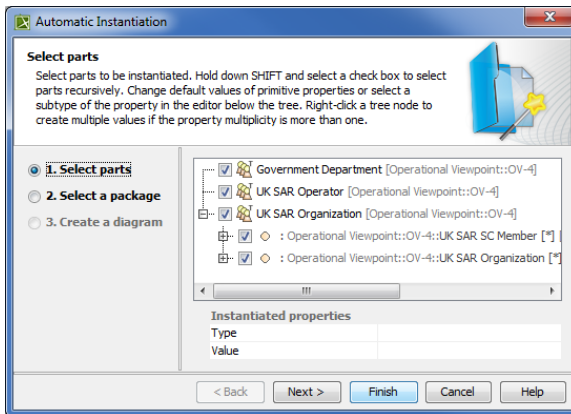 Automatic Instantiation
Select parts
Select parts to be instantiated. Hold down SHIFT and select a check box to select
parts recursively. Change default values of primitive properties or select a
subtype of the property in the editor below the tree. Right-click a tree node to
create multiple values if the property multiplicity is more than one.
1. Select parts
2. Select a package
3. Create a diagram
Government Department [Operational Viewpoint::OV-4]
UK SAR Operator [Operational Viewpoint::OV-4]
UK SAR Organization [Operational Viewpoint::OV-4]
: Operational Viewpoint::OV-4::UK SAR SC Member [*] [
: Operational Viewpoint::OV-4::UK SAR Organization [*]
Instantiated properties
Type
Value
< Back
Next >
Finish
Cancel
Help